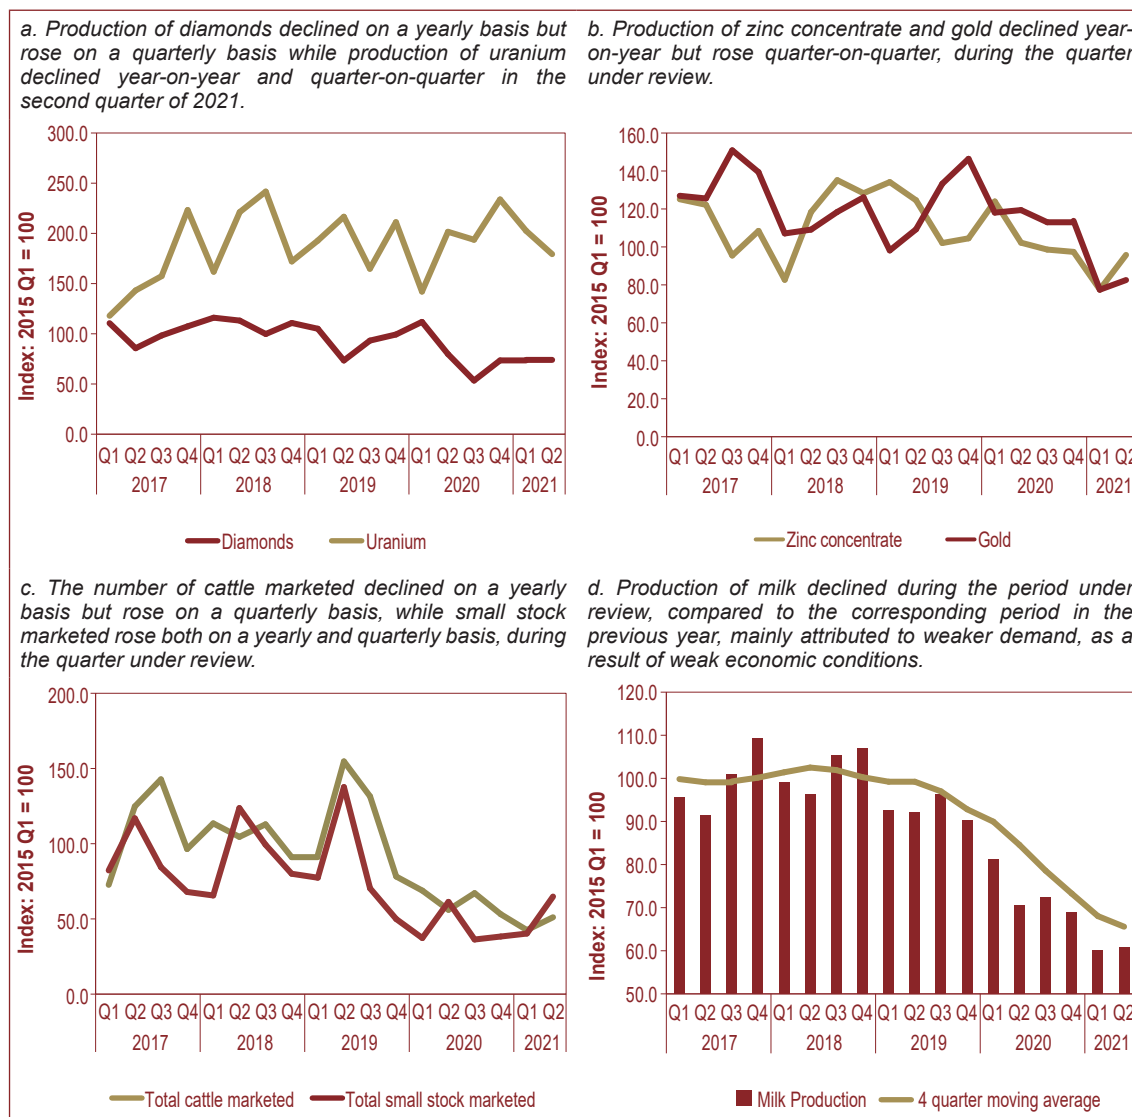 a. Production of diamonds declined on a yearly basis but
rose on a quarterly basis while production of uranium
declined year-on-year and quarter-on-quarter in the
second quarter of 2021.
300.0
250.0
200.0
150.0
100.0
50.0
0.0
Index: 2015 Q1 = 100
Q1 Q2 Q3 Q4 Q1 Q2 Q3 Q4 Q1 Q2 Q3 Q4 Q1 Q2 Q3 Q4 Q1 Q2
2017 2018 2019 2020 2021
Diamonds Uranium
b. Production of zinc concentrate and gold declined year-
on-year but rose quarter-on-quarter, during the quarter
under review.
160.0
140.0
120.0
100.0
80.0
60.0
40.0
20.0
0.0
Index: 2015 Q1 = 100
Q1 Q2 Q3 Q4 Q1 Q2 Q3 Q4 Q1 Q2 Q3 Q4 Q1 Q2 Q3 Q4 Q1 Q2
2017 2018 2019 2020 2021
Zinc concentrate Gold
c. The number of cattle marketed declined on a yearly
basis but rose on a quarterly basis, while small stock
marketed rose both on a yearly and quarterly basis, during
the quarter under review.
200.0
150.0
100.0
50.0
0.0
Index: 2015 Q1 = 100
Q1 Q2 Q3 Q4 Q1 Q2 Q3 Q4 Q1 Q2 Q3 Q4 Q1 Q2 Q3 Q4 Q1 Q2
2017 2018 2019 2020 2021
Total cattle marketed Total small stock marketed
d. Production of milk declined during the period under
review, compared to the corresponding period in the
previous year, mainly attributed to weaker demand, as a
result of weak economic conditions.
120.0
110.0
100.0
90.0
80.0
70.0
60.0
50.0
Index: 2015 Q1 = 100
Q1 Q2 Q3 Q4 Q1 Q2 Q3 Q4 Q1 Q2 Q3 Q4 Q1 Q2 Q3 Q4 Q1 Q2
2017 2018 2019 2020 2021
Milk Production 4 quarter moving average